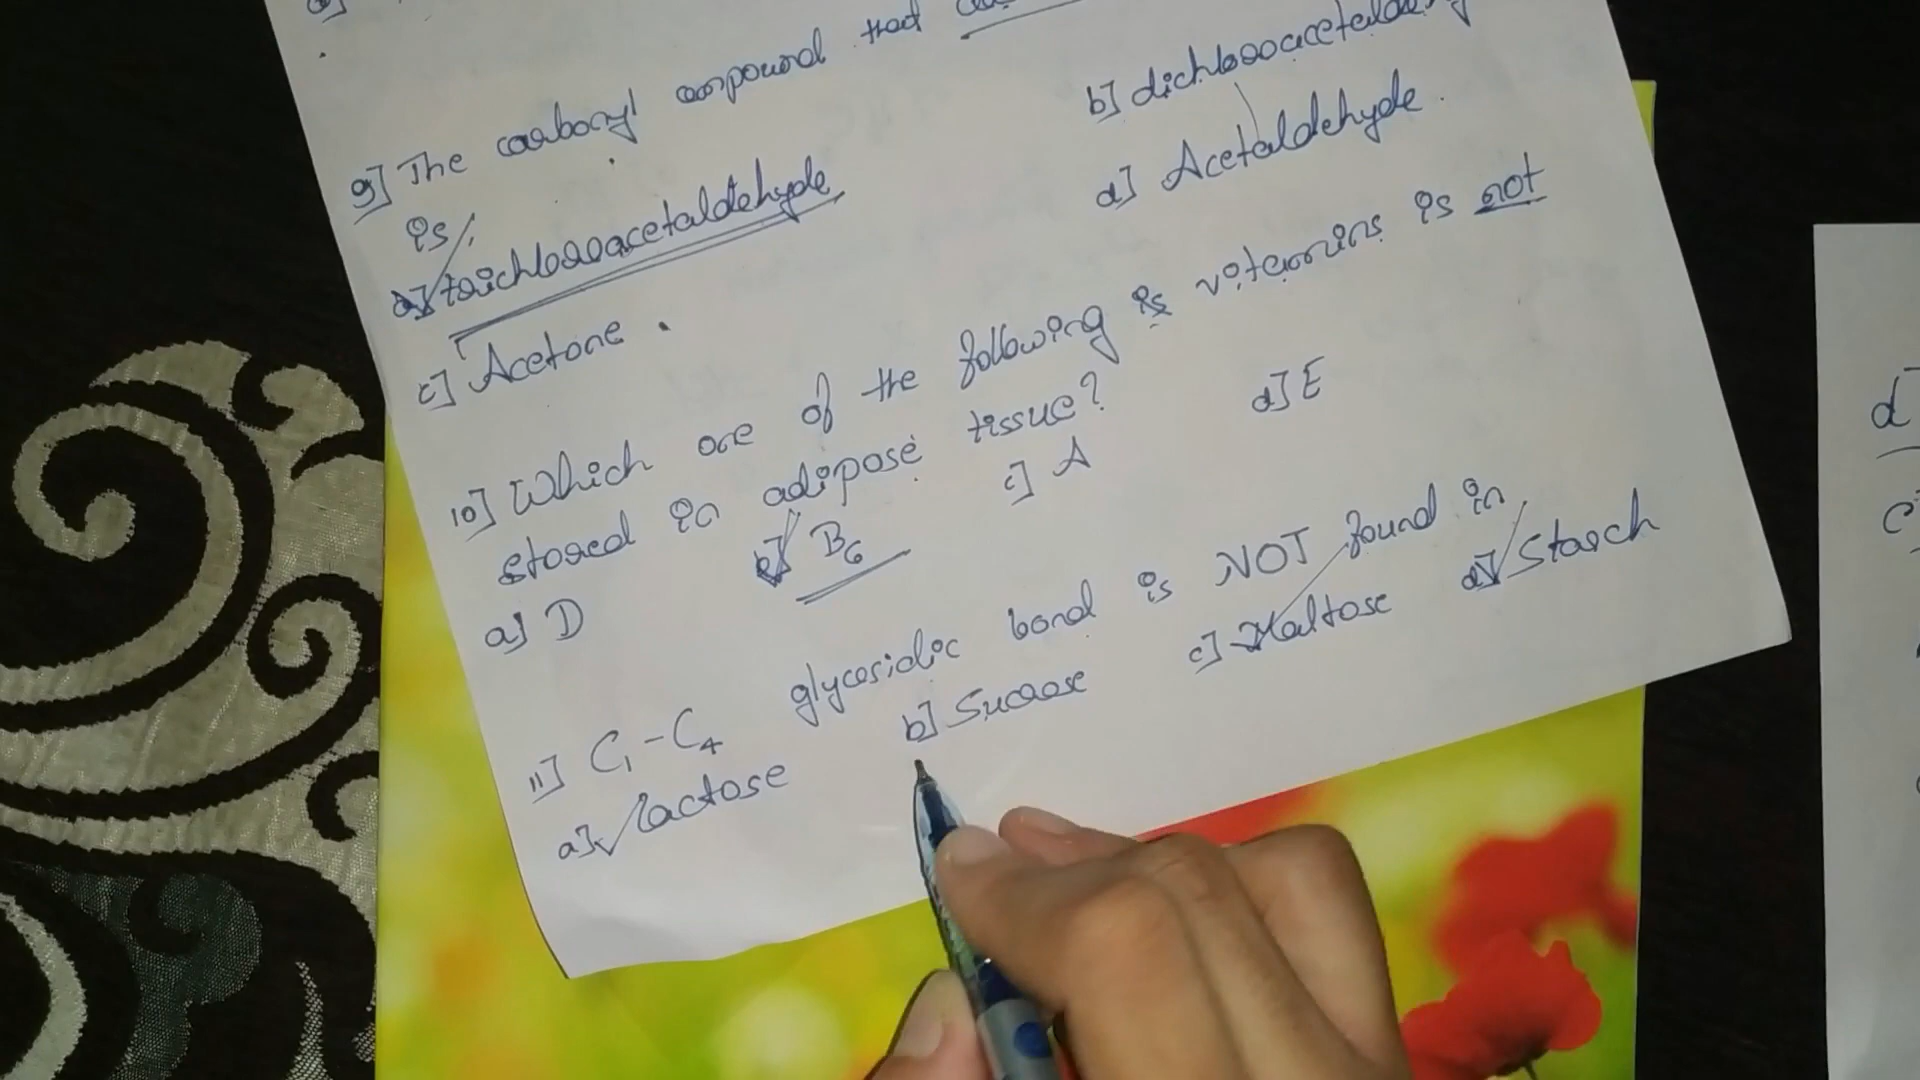 9] The carbonyl compound that
is
a] trichloroacetaldehyde
b] dichloroacetaldehy
c] Acetone.
d] Acetaldehyde.
10] Which one of the following is vitamins is not
stored in adipose tissue?
a] D
b] B6
c] A
d] E
11] C1-C4 glycosidic bond is NOT found in
a] lactose
b] Sucrose
c] Maltose
d] Starch
d]
c